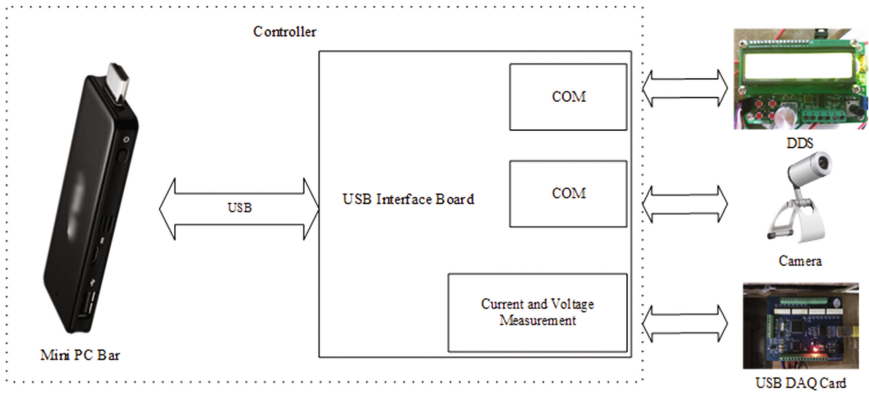 Controller
COM
DDS
USB
USB Interface Board
COM
Camera
Current and Voltage
Measurement
Mini PC Bar
USB DAQ Card